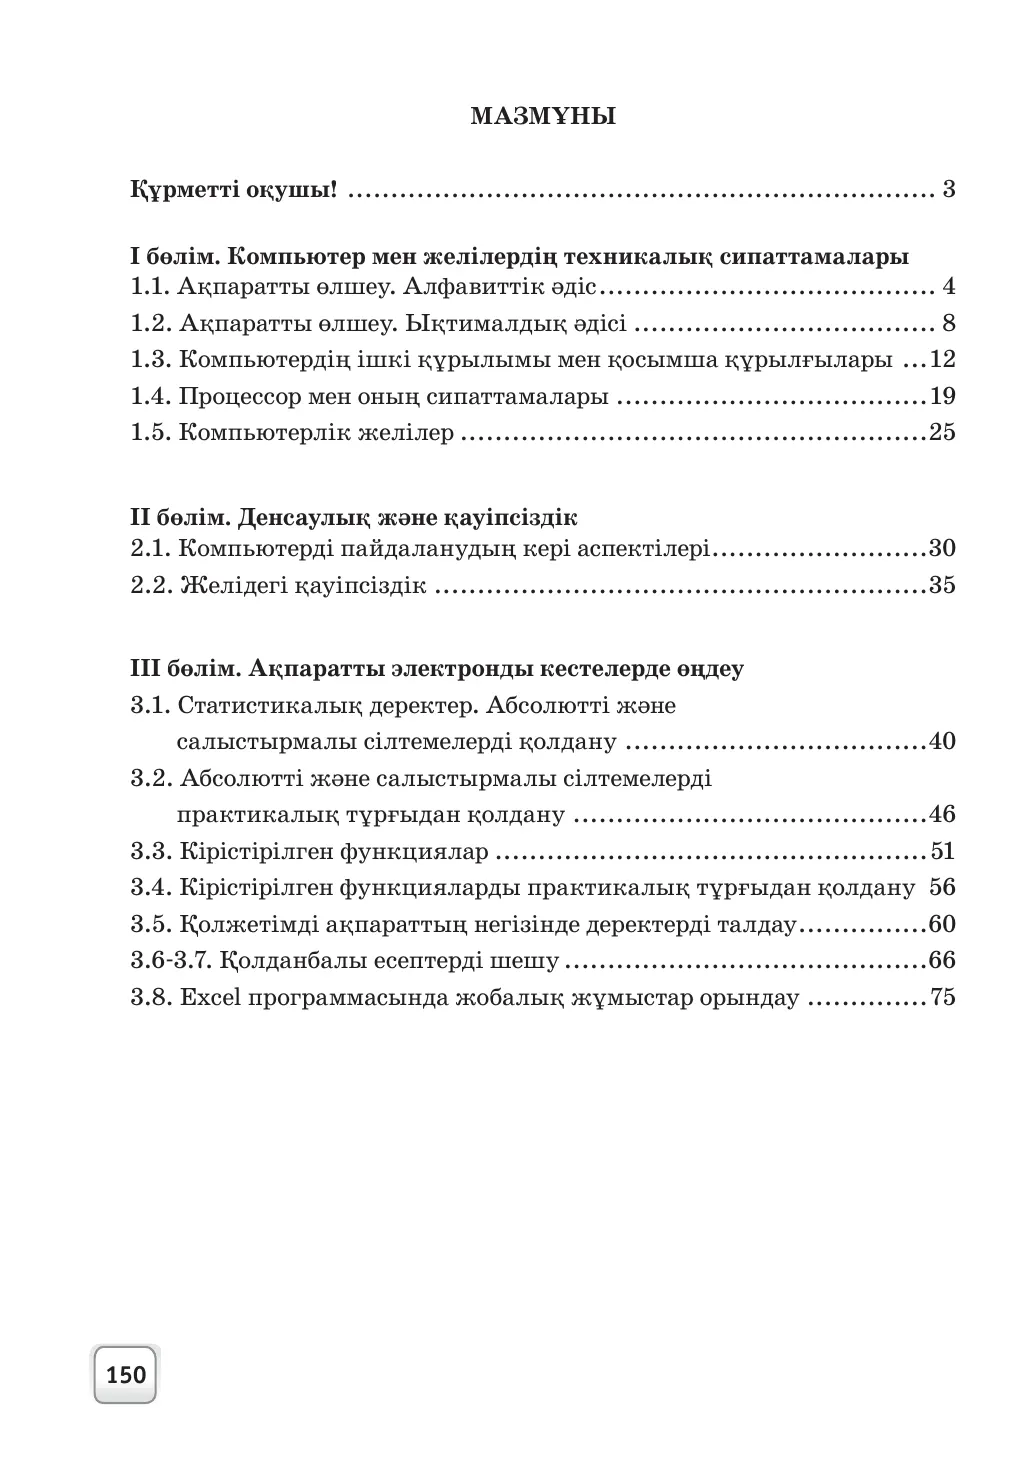 МАЗМҰНЫ
Құрметті оқушы! .................................................................... 3
I бөлім. Компьютер мен желілердің техникалық сипаттамалары
1.1. Ақпаратты өлшеу. Алфавиттік әдіс....................................... 4
1.2. Ақпаратты өлшеу. Ықтималдық әдісі ................................... 8
1.3. Компьютердің ішкі құрылымы мен қосымша құрылғылары ...12
1.4. Процессор мен оның сипаттамалары ....................................19
1.5. Компьютерлік желілер ......................................................25
II бөлім. Денсаулық және қауіпсіздік
2.1. Компьютерді пайдаланудың кері аспектілері.........................30
2.2. Желідегі қауіпсіздік .........................................................35
III бөлім. Ақпаратты электронды кестелерде өңдеу
3.1. Статистикалық деректер. Абсолютті және
салыстырмалы сілтемелерді қолдану ...................................40
3.2. Абсолютті және салыстырмалы сілтемелерді
практикалық тұрғыдан қолдану .........................................46
3.3. Кірістірілген функциялар ..................................................51
3.4. Кірістірілген функцияларды практикалық тұрғыдан қолдану 56
3.5. Қолжетімді ақпараттың негізінде деректерді талдау...............60
3.6-3.7. Қолданбалы есептерді шешу ..........................................66
3.8. Excel программасында жобалық жұмыстар орындау ..............75
150